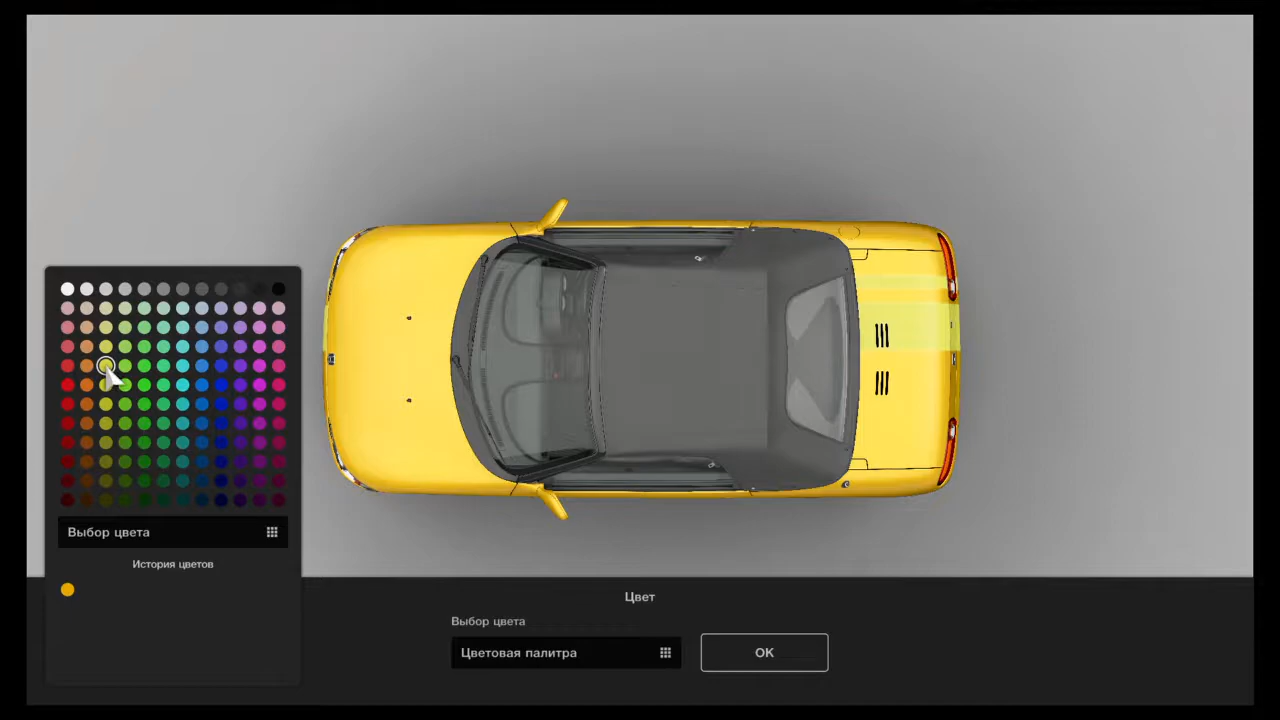 Выбор цвета
История цветов
Цвет
Выбор цвета
Цветовая палитра
OK